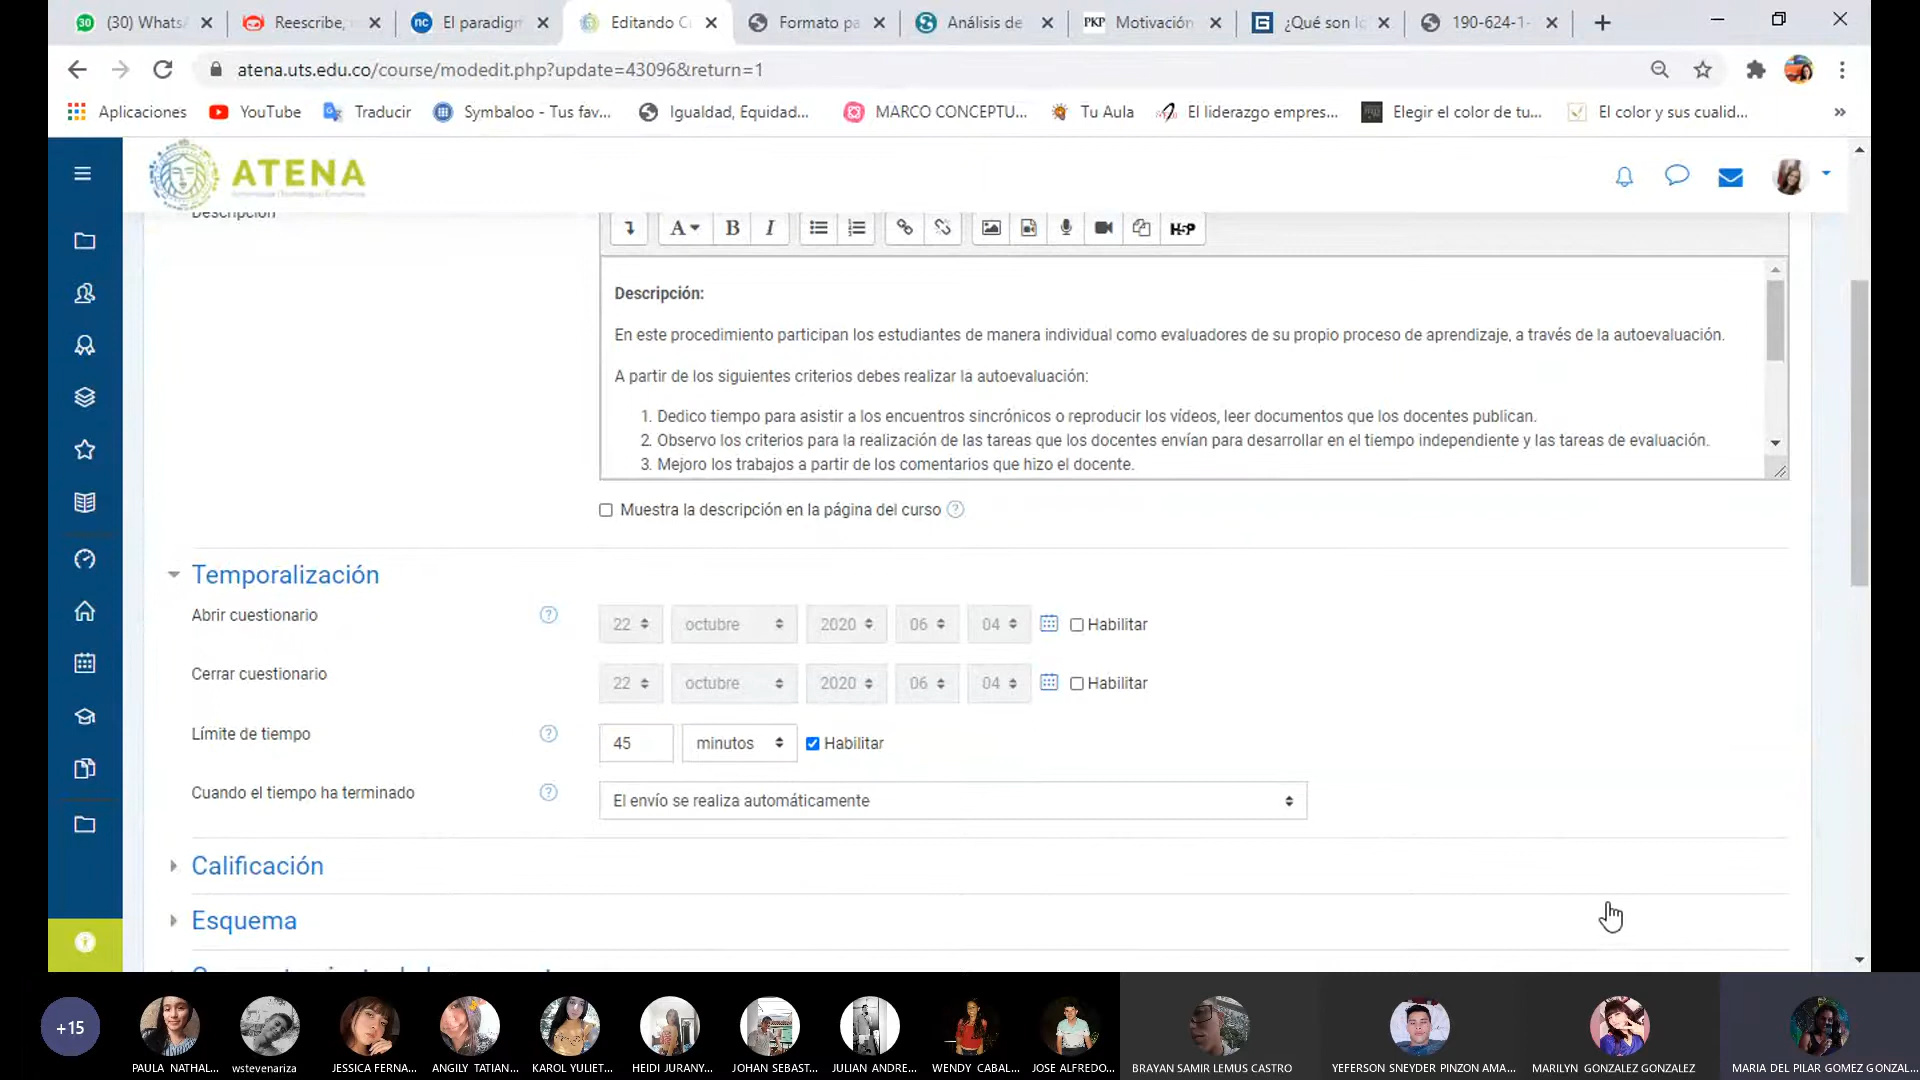 (30) Whats
Reescribe,
El paradign
Editando C
Formato pa
Análisis de
PKP Motivación
¿Qué son lo
190-624-1-
atena.uts.edu.co/course/modedit.php?update=43096&return=1
Aplicaciones YouTube Traducir Symbaloo - Tus fav... Igualdad, Equidad... MARCO CONCEPTU... Tu Aula El liderazgo empres... Elegir el color de tu... El color y sus cualid... »
ATENA
Descripción
A B I H5P
Descripción:
En este procedimiento participan los estudiantes de manera individual como evaluadores de su propio proceso de aprendizaje, a través de la autoevaluación.
A partir de los siguientes criterios debes realizar la autoevaluación:
1. Dedico tiempo para asistir a los encuentros sincrónicos o reproducir los vídeos, leer documentos que los docentes publican.
2. Observo los criterios para la realización de las tareas que los docentes envían para desarrollar en el tiempo independiente y las tareas de evaluación.
3. Mejoro los trabajos a partir de los comentarios que hizo el docente.
Muestra la descripción en la página del curso
Temporalización
Abrir cuestionario 22 octubre 2020 06 04 Habilitar
Cerrar cuestionario 22 octubre 2020 06 04 Habilitar
Límite de tiempo 45 minutos Habilitar
Cuando el tiempo ha terminado El envío se realiza automáticamente
Calificación
Esquema
+15
PAULA NATHAL... wstevenariza JESSICA FERNA... ANGILY TATIAN... KAROL YULIET... HEIDI JURANY... JOHAN SEBAST... JULIAN ANDRE... WENDY CABAL... JOSE ALFREDO... BRAYAN SAMIR LEMUS CASTRO YEFERSON SNEYDER PINZON AMA... MARILYN GONZALEZ GONZALEZ MARIA DEL PILAR GOMEZ GONZAL...